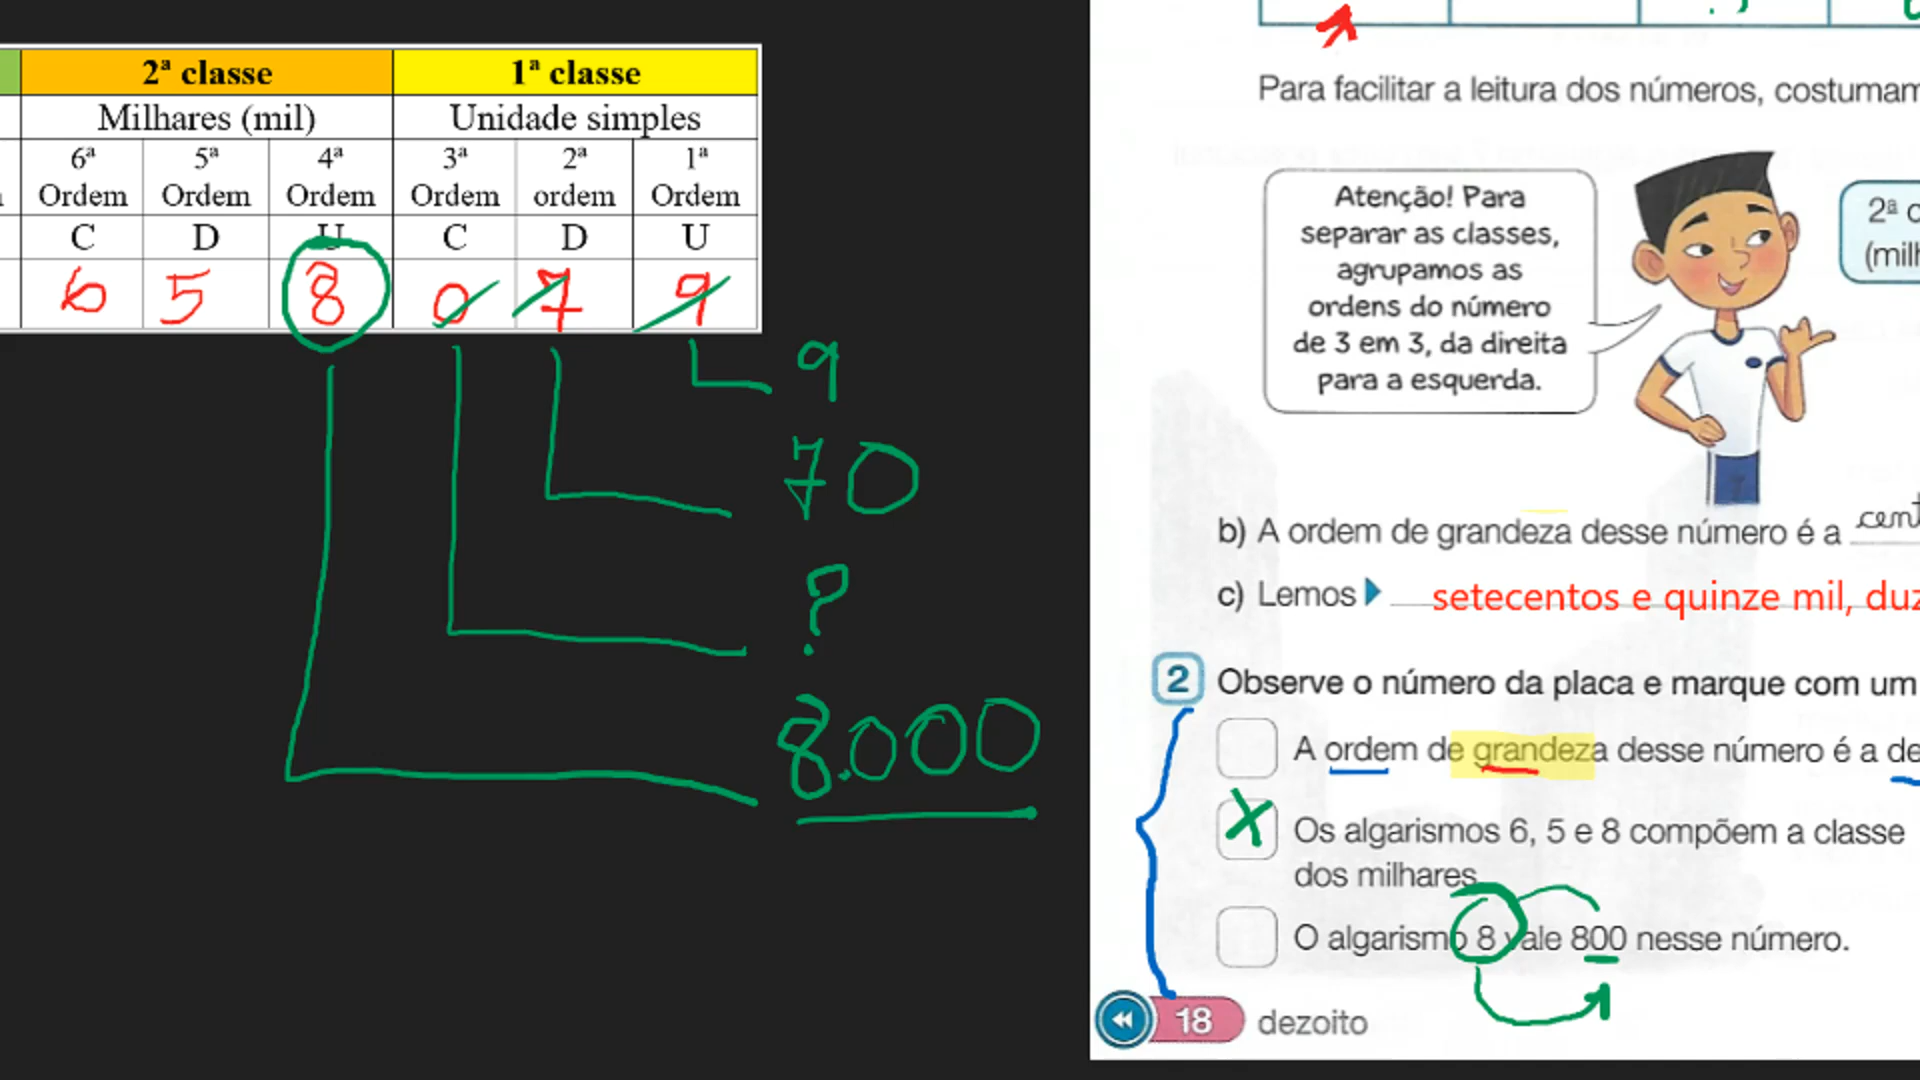 2ª classe
1ª classe
Milhares (mil)
Unidade simples
6ª Ordem
5ª Ordem
4ª Ordem
3ª Ordem
2ª ordem
1ª Ordem
C
D
U
C
D
U
6
5
8
0
7
9
9
70
?
8.000
Para facilitar a leitura dos números, costumam
Atenção! Para
separar as classes,
agrupamos as
ordens do número
de 3 em 3, da direita
para a esquerda.
2ª c
(milh
b) A ordem de grandeza desse número é a cent
c) Lemos setecentos e quinze mil, duz
2 Observe o número da placa e marque com um
A ordem de grandeza desse número é a de
X Os algarismos 6, 5 e 8 compõem a classe
dos milhares.
O algarismo 8 vale 800 nesse número.
18 dezoito